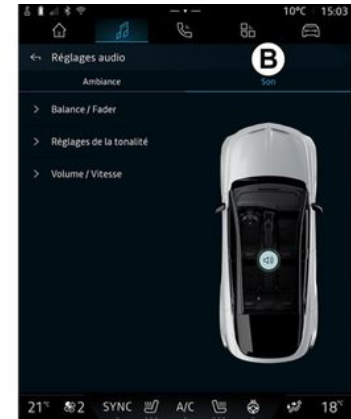 10°C 15:03
Réglages audio
B
Ambiance Son
Balance / Fader
Réglages de la tonalité
Volume / Vitesse
21°C 2 SYNC A/C 18°